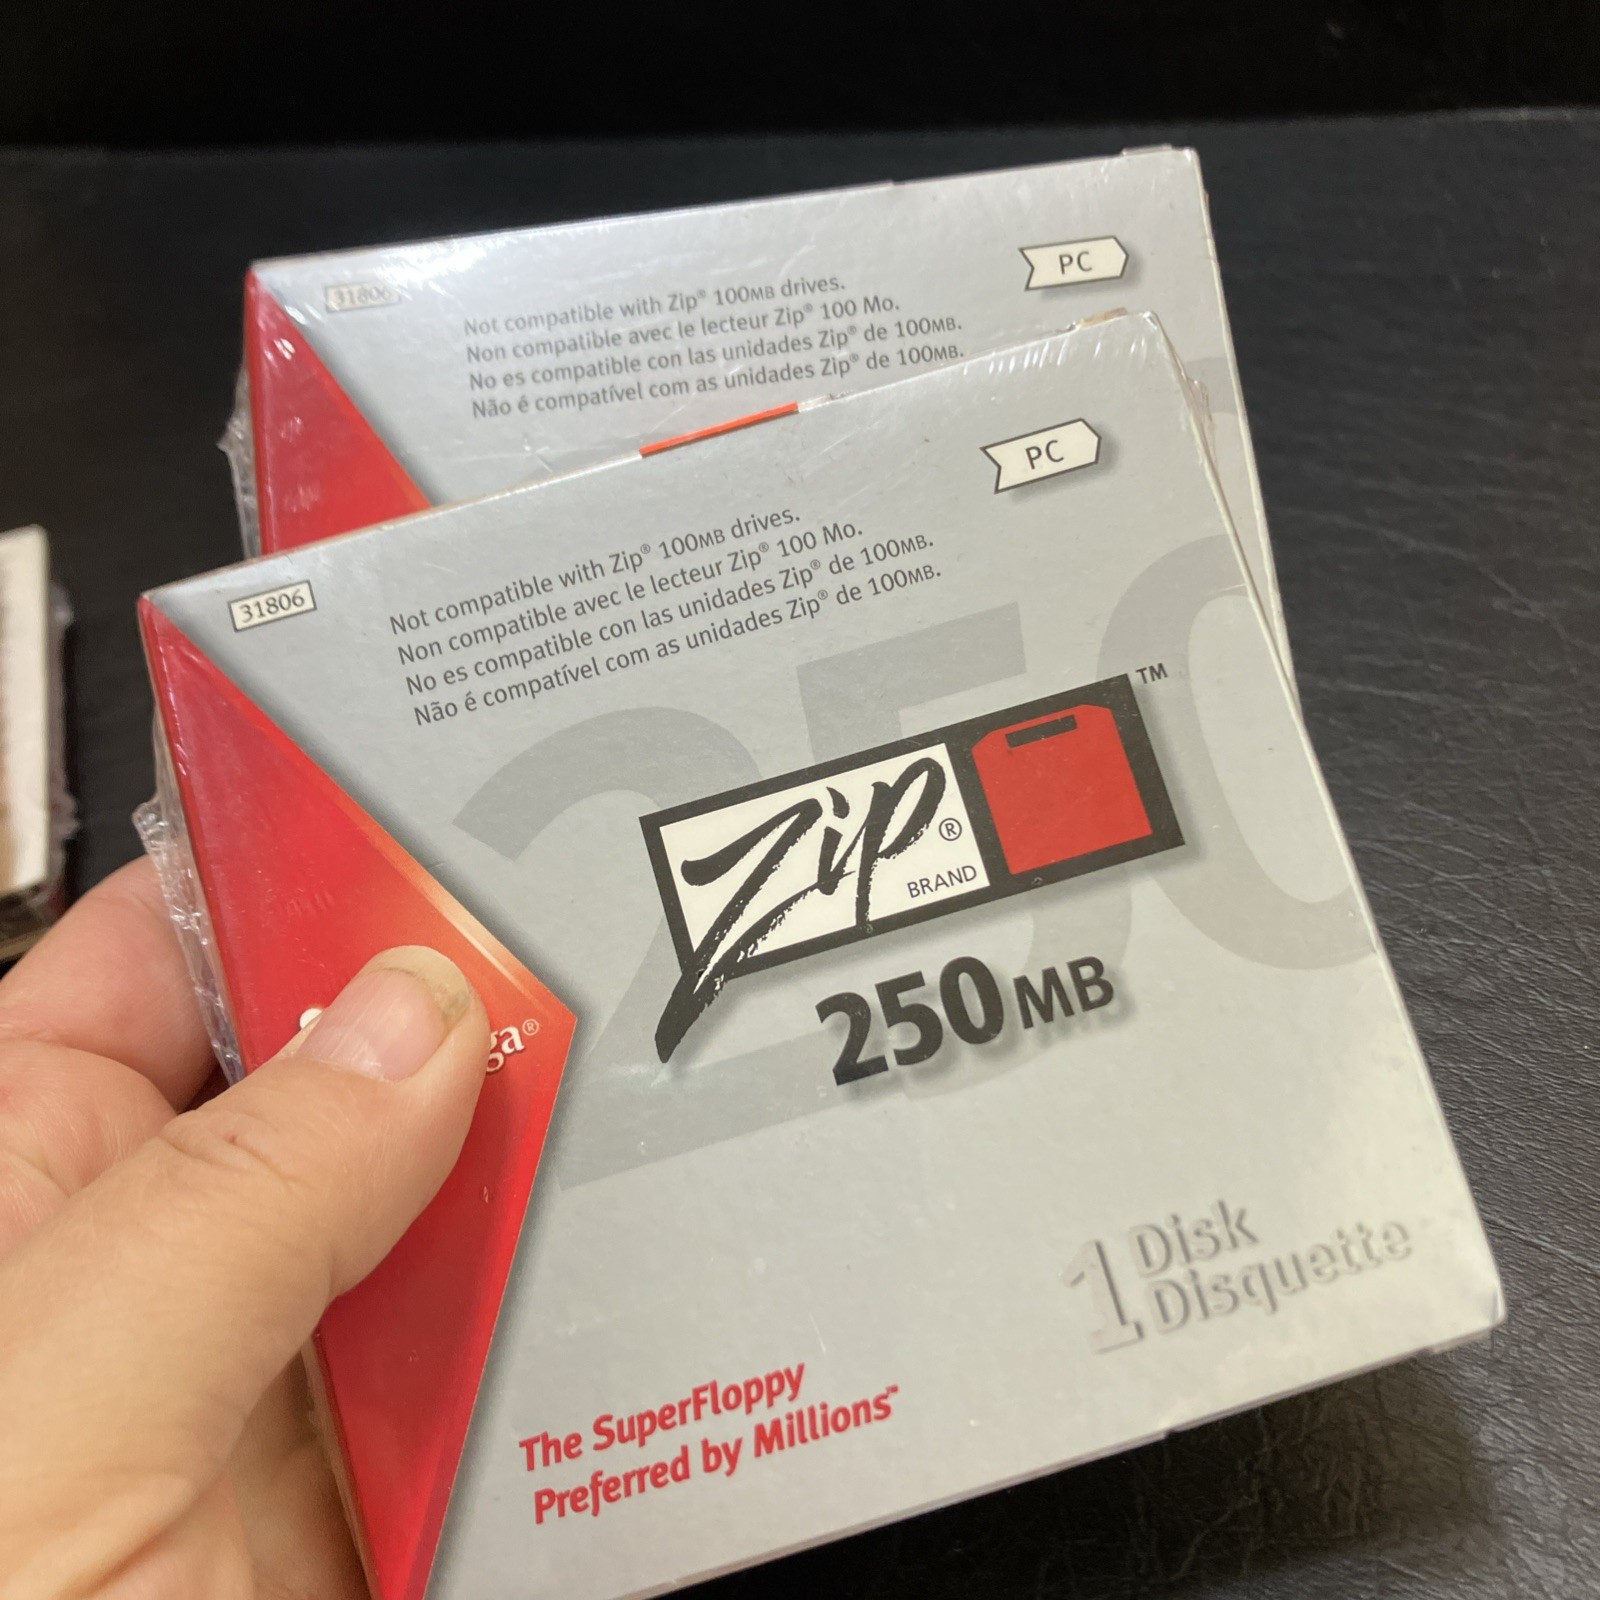 31806
PC
Not compatible with Zip® 100MB drives.
Non compatible avec le lecteur Zip® 100 Mo.
No es compatible con las unidades Zip® de 100MB.
Não é compatível com as unidades Zip® de 100MB.
31806
PC
Not compatible with Zip® 100MB drives.
Non compatible avec le lecteur Zip® 100 Mo.
No es compatible con las unidades Zip® de 100MB.
Não é compatível com as unidades Zip® de 100MB.
250
Zip® BRAND ™
250MB
ga®
1 Disk
Disquette
The SuperFloppy
Preferred by Millions™